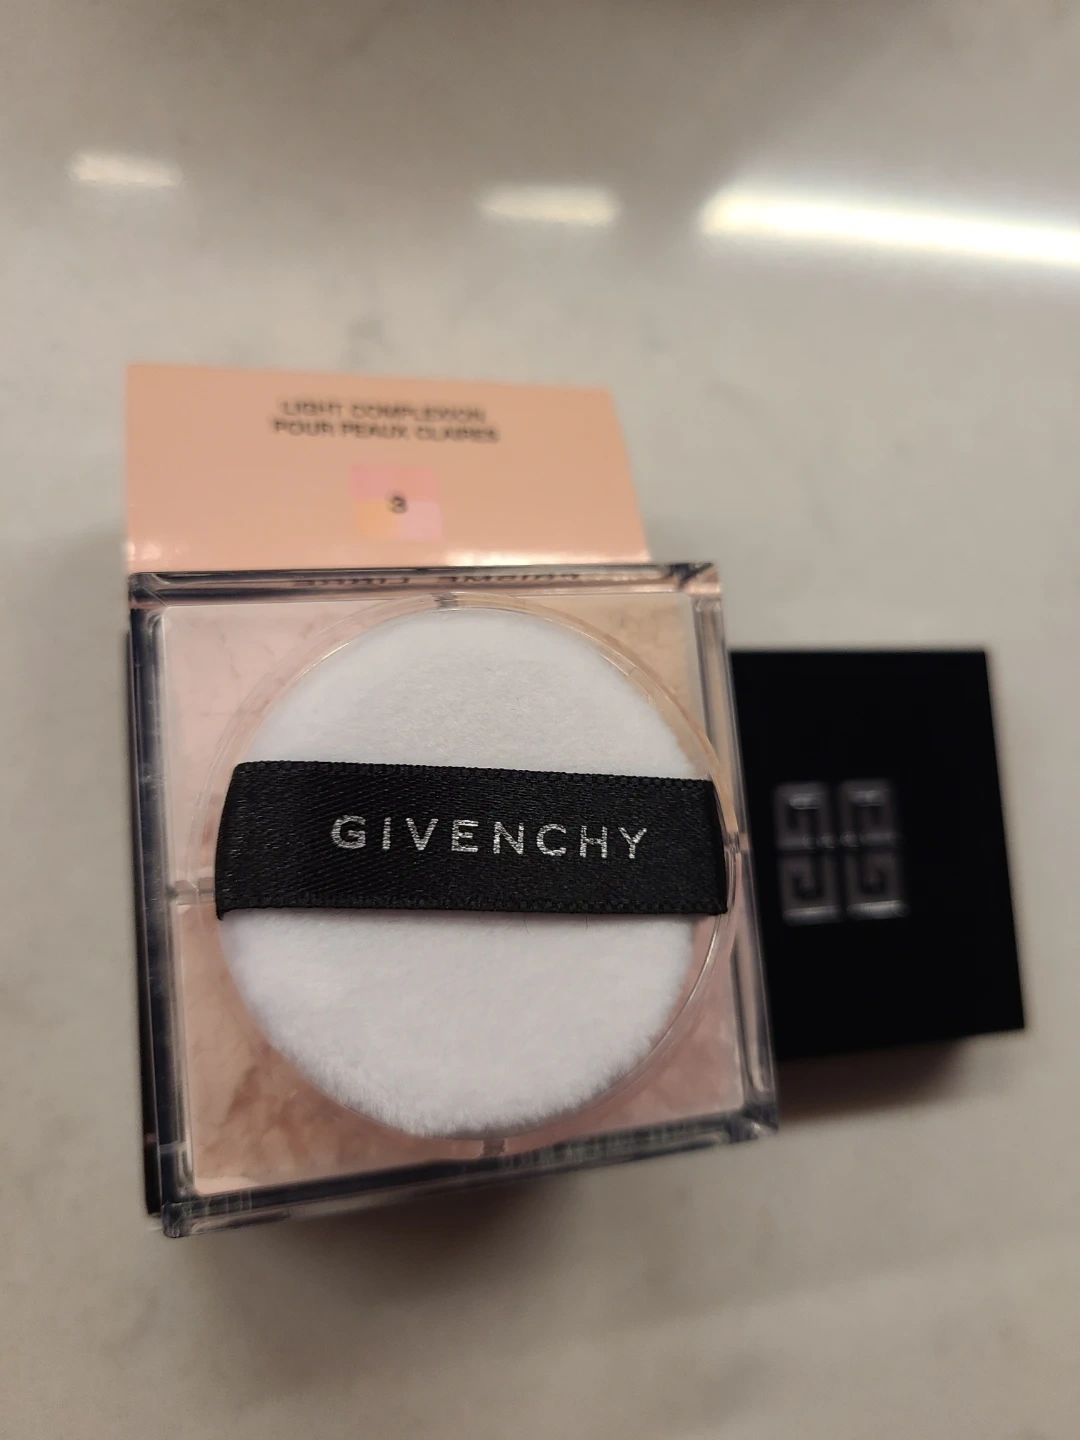 LIGHT COMPLEXION
POUR PEAUX CLAIRES
3
GIVENCHY